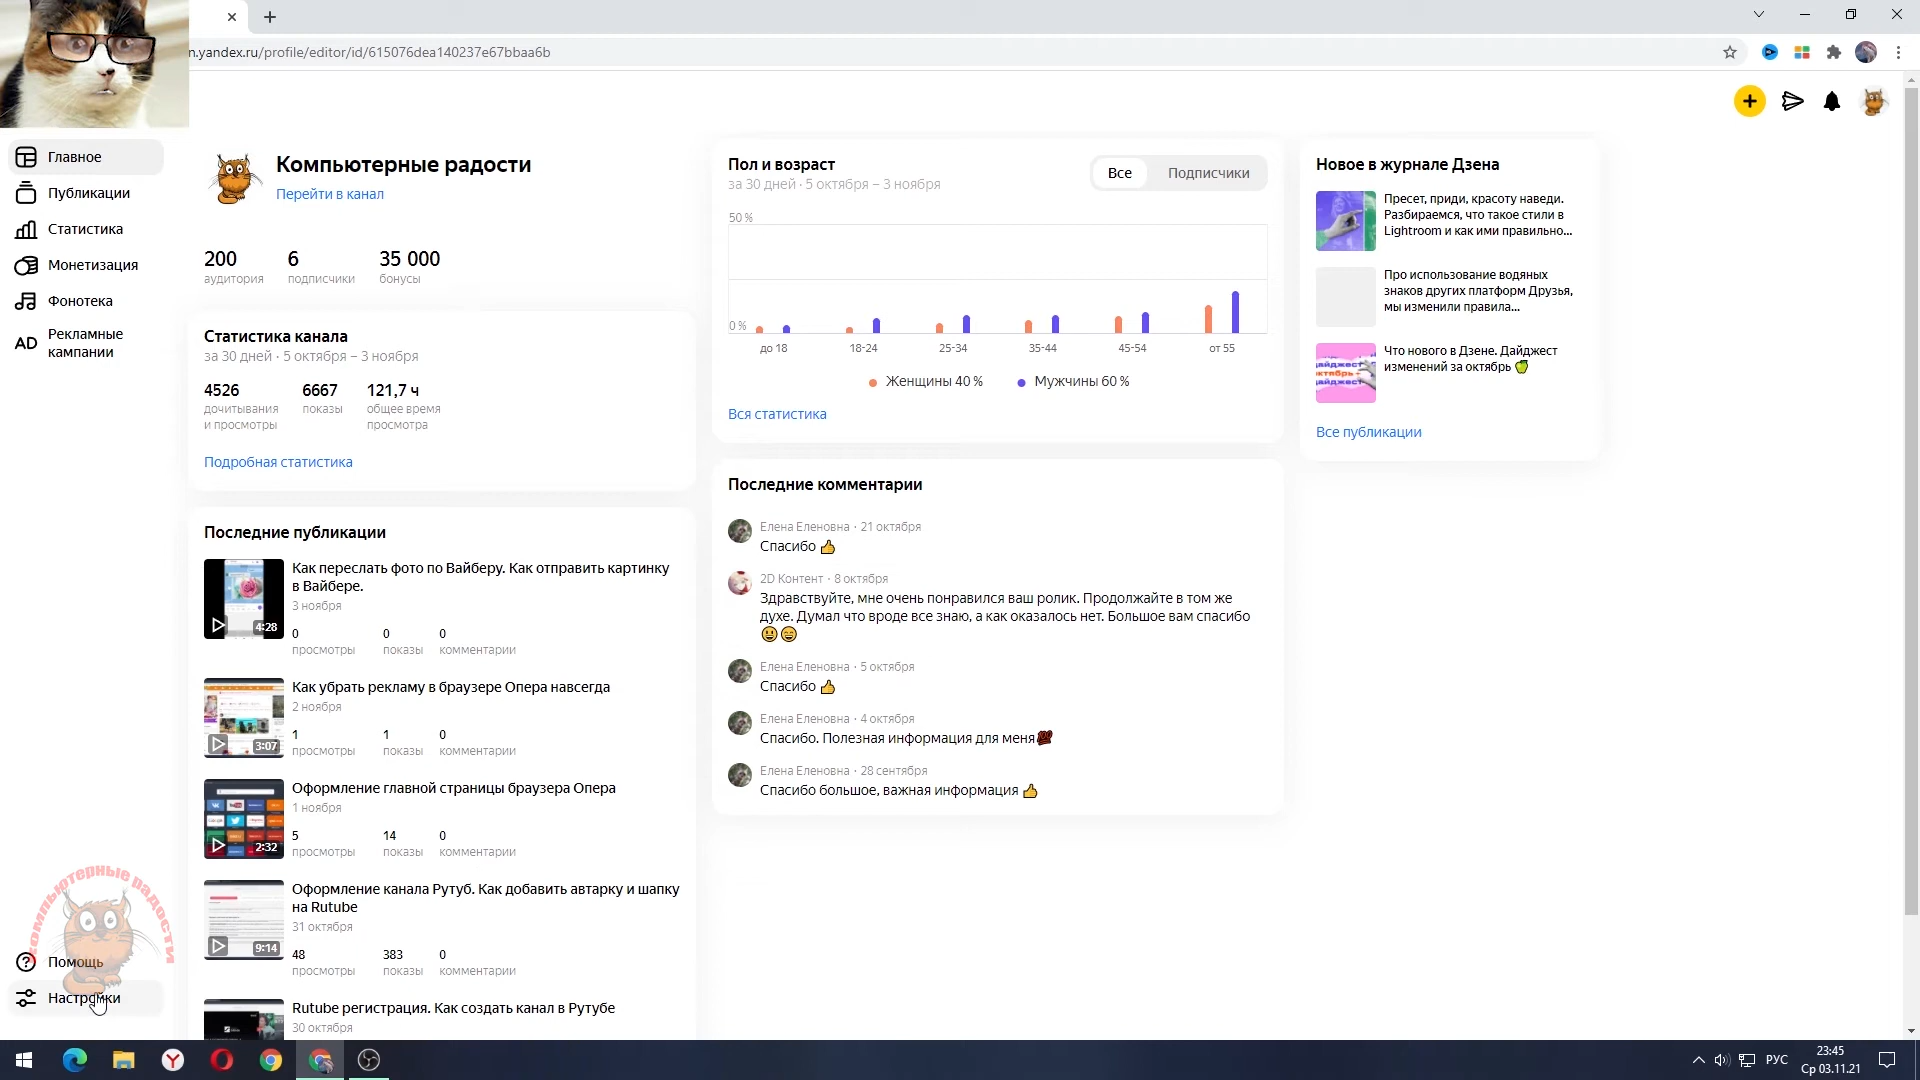 n.yandex.ru/profile/editor/id/615076dea140237e67bbaa6b
Главное
Публикации
Статистика
Монетизация
Фонотека
AD Рекламные
кампании
компьютерные радости
Помощь
Настройки
Компьютерные радости
Перейти в канал
200 6 35 000
аудитория подписчики бонусы
Статистика канала
за 30 дней · 5 октября – 3 ноября
4526 6667 121,7 ч
дочитывания показы общее время
и просмотры просмотра
Подробная статистика
Последние публикации
Как переслать фото по Вайберу. Как отправить картинку
в Вайбере.
3 ноября
4:28
0 0 0
просмотры показы комментарии
Как убрать рекламу в браузере Опера навсегда
2 ноября
3:07
1 1 0
просмотры показы комментарии
Оформление главной страницы браузера Опера
1 ноября
2:32
5 14 0
просмотры показы комментарии
Оформление канала Рутуб. Как добавить автарку и шапку
на Rutube
31 октября
9:14
48 383 0
просмотры показы комментарии
Rutube регистрация. Как создать канал в Рутубе
30 октября
Пол и возраст
за 30 дней · 5 октября – 3 ноября
Все Подписчики
50 %
0 %
до 18 18-24 25-34 35-44 45-54 от 55
Женщины 40 % Мужчины 60 %
Вся статистика
Последние комментарии
Елена Еленовна · 21 октября
Спасибо 👍
2D Контент · 8 октября
Здравствуйте, мне очень понравился ваш ролик. Продолжайте в том же
духе. Думал что вроде все знаю, а как оказалось нет. Большое вам спасибо
😃😄
Елена Еленовна · 5 октября
Спасибо 👍
Елена Еленовна · 4 октября
Спасибо. Полезная информация для меня💯
Елена Еленовна · 28 сентября
Спасибо большое, важная информация 👍
Новое в журнале Дзена
Пресет, приди, красоту наведи.
Разбираемся, что такое стили в
Lightroom и как ими правильно...
Про использование водяных
знаков других платформ Друзья,
мы изменили правила...
Что нового в Дзене. Дайджест
изменений за октябрь 🍏
Все публикации
РУС
23:45
Ср 03.11.21